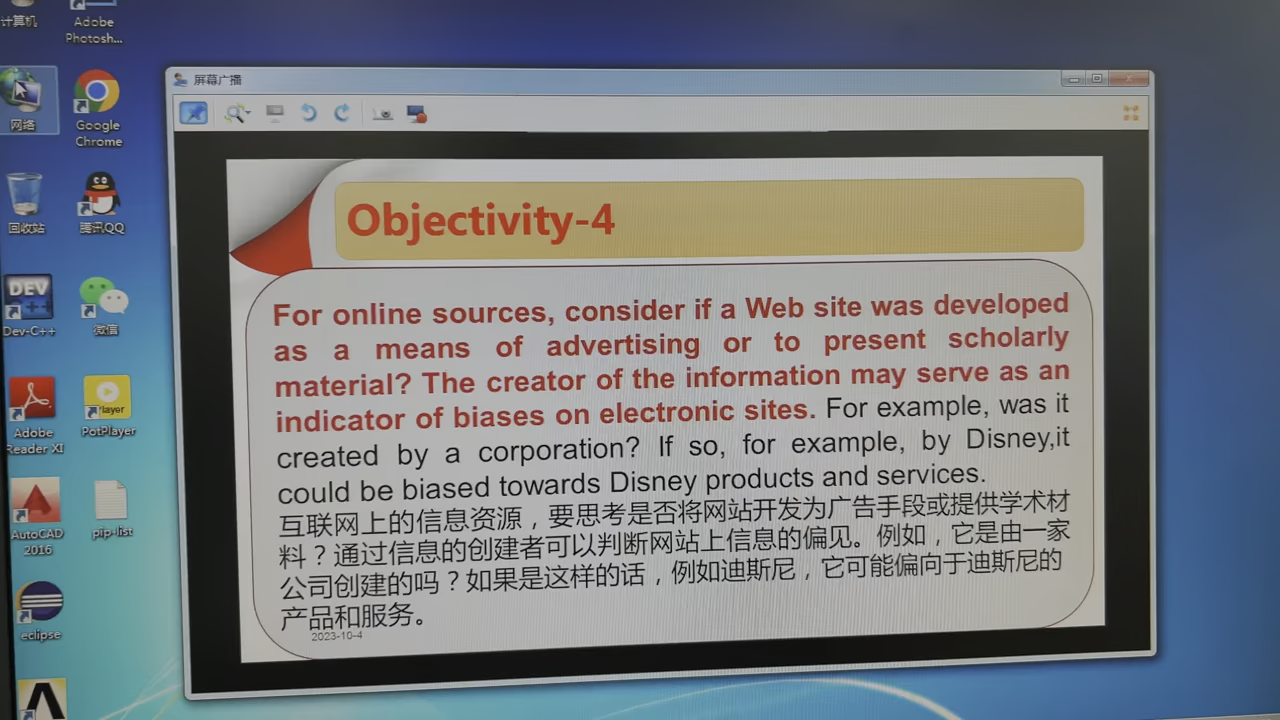 计算机
Adobe
Photosh...
屏幕广播
网络
Google
Chrome
回收站
腾讯QQ
DEV
C++
Dev-C++
微信
Adobe
Reader XI
Player
PotPlayer
AutoCAD
2016
pip-list
eclipse
Objectivity-4
For online sources, consider if a Web site was developed
as a means of advertising or to present scholarly
material? The creator of the information may serve as an
indicator of biases on electronic sites. For example, was it
created by a corporation? If so, for example, by Disney,it
could be biased towards Disney products and services.
互联网上的信息资源，要思考是否将网站开发为广告手段或提供学术材
料？通过信息的创建者可以判断网站上信息的偏见。例如，它是由一家
公司创建的吗？如果是这样的话，例如迪斯尼，它可能偏向于迪斯尼的
产品和服务。
2023-10-4